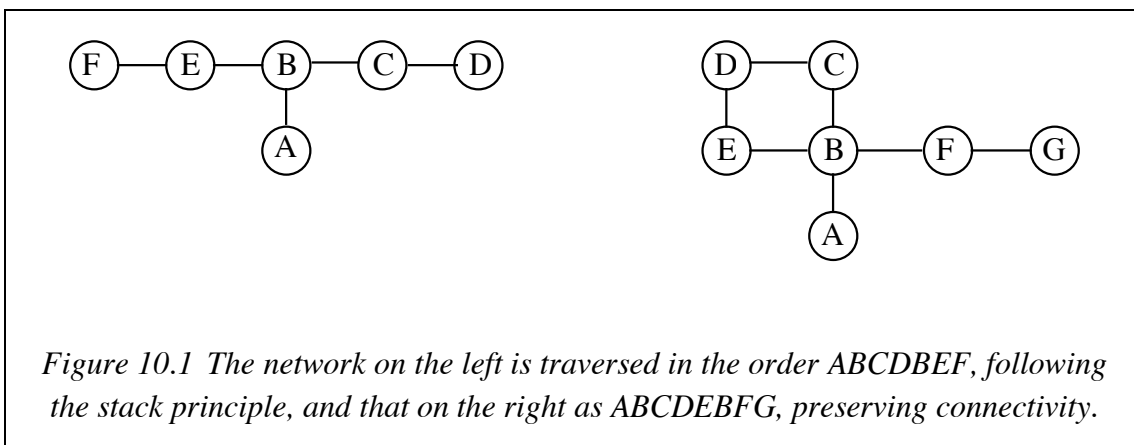 F E B C D
A
D C
E B F G
A
Figure 10.1 The network on the left is traversed in the order ABCDBEF, following
the stack principle, and that on the right as ABCDEBFG, preserving connectivity.